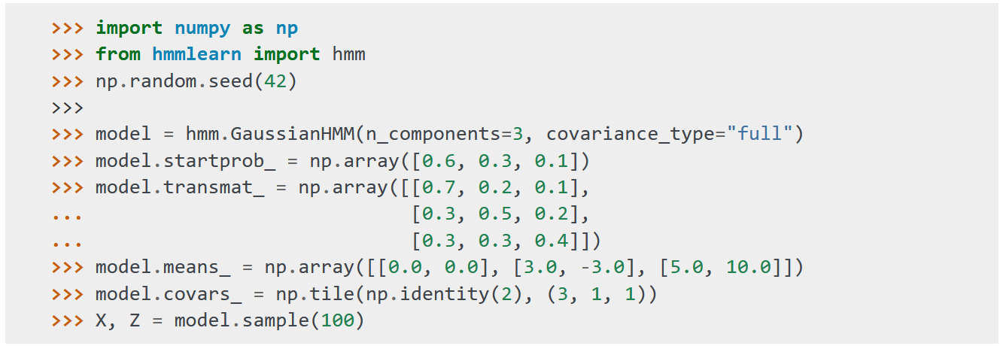 >>> import numpy as np
>>> from hmmlearn import hmm
>>> np.random.seed(42)
>>>
>>> model = hmm.GaussianHMM(n_components=3, covariance_type="full")
>>> model.startprob_ = np.array([0.6, 0.3, 0.1])
>>> model.transmat_ = np.array([[0.7, 0.2, 0.1],
...                             [0.3, 0.5, 0.2],
...                             [0.3, 0.3, 0.4]])
>>> model.means_ = np.array([[0.0, 0.0], [3.0, -3.0], [5.0, 10.0]])
>>> model.covars_ = np.tile(np.identity(2), (3, 1, 1))
>>> X, Z = model.sample(100)